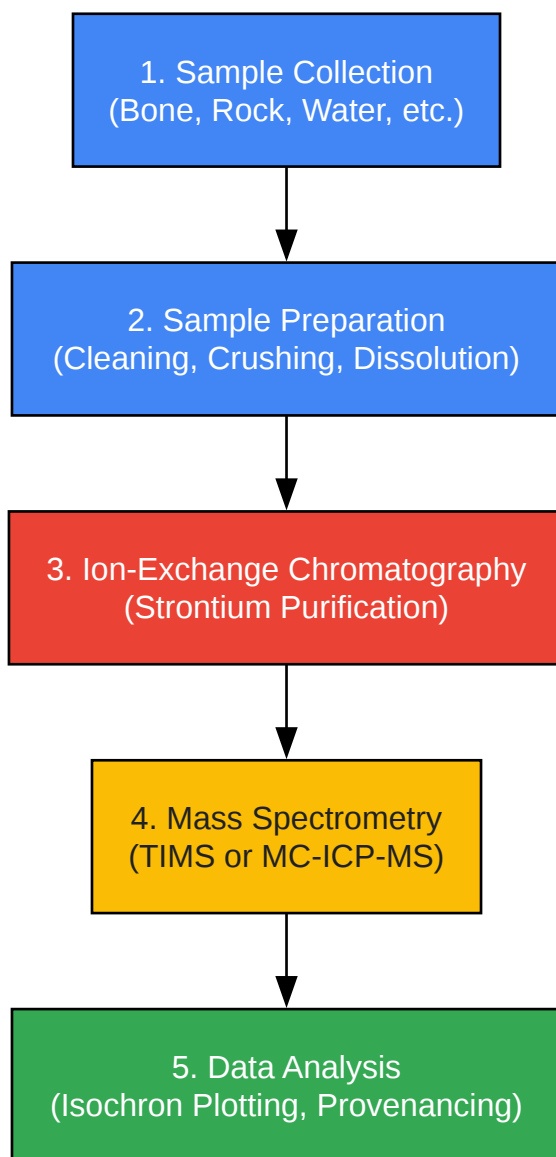 1. Sample Collection
(Bone, Rock, Water, etc.)
2. Sample Preparation
(Cleaning, Crushing, Dissolution)
3. Ion-Exchange Chromatography
(Strontium Purification)
4. Mass Spectrometry
(TIMS or MC-ICP-MS)
5. Data Analysis
(Isochron Plotting, Provenancing)